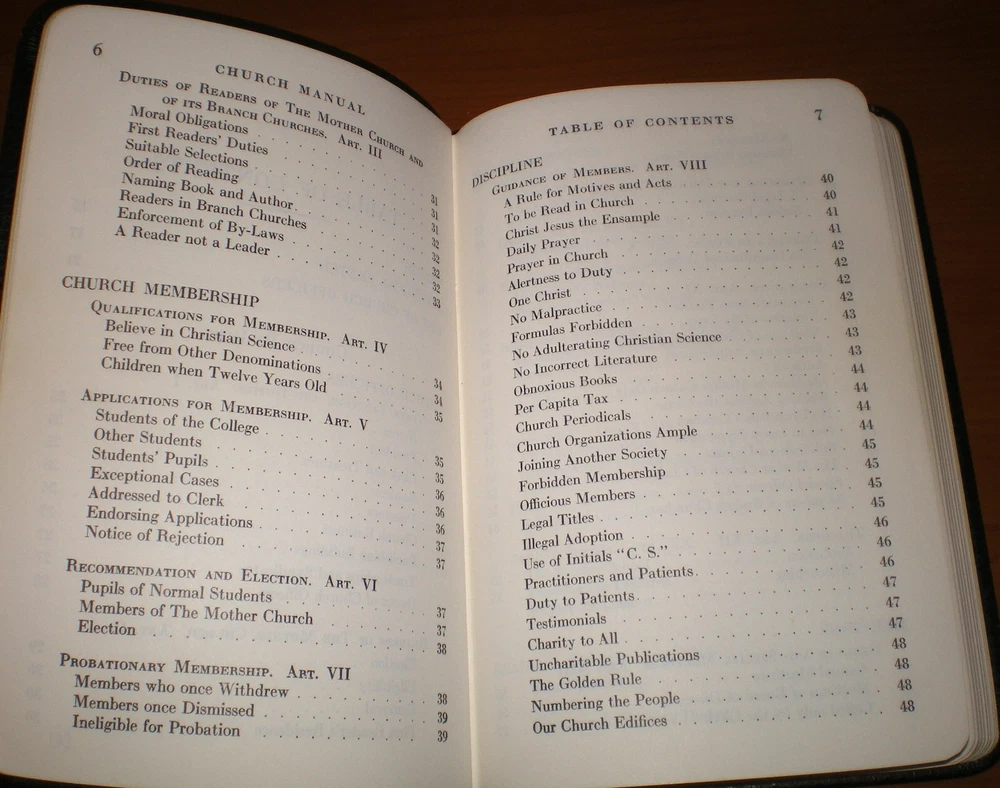 6
CHURCH MANUAL
DUTIES OF READERS OF THE MOTHER CHURCH AND
OF ITS BRANCH CHURCHES. ART. III
Moral Obligations . . . . . 31
First Readers' Duties . . . . . 31
Suitable Selections . . . . . 31
Order of Reading . . . . . 32
Naming Book and Author . . . . . 32
Readers in Branch Churches . . . . . 32
Enforcement of By-Laws . . . . . 32
A Reader not a Leader . . . . . 33
CHURCH MEMBERSHIP
QUALIFICATIONS FOR MEMBERSHIP. ART. IV
Believe in Christian Science . . . . . 34
Free from Other Denominations . . . . . 34
Children when Twelve Years Old . . . . . 35
APPLICATIONS FOR MEMBERSHIP. ART. V
Students of the College . . . . . 35
Other Students . . . . . 35
Students' Pupils . . . . . 36
Exceptional Cases . . . . . 36
Addressed to Clerk . . . . . 36
Endorsing Applications . . . . . 37
Notice of Rejection . . . . . 37
RECOMMENDATION AND ELECTION. ART. VI
Pupils of Normal Students . . . . . 37
Members of The Mother Church . . . . . 37
Election . . . . . 38
PROBATIONARY MEMBERSHIP. ART. VII
Members who once Withdrew . . . . . 38
Members once Dismissed . . . . . 39
Ineligible for Probation . . . . . 39
TABLE OF CONTENTS 7
DISCIPLINE
GUIDANCE OF MEMBERS. ART. VIII
A Rule for Motives and Acts . . . . . 40
To be Read in Church . . . . . 40
Christ Jesus the Ensample . . . . . 41
Daily Prayer . . . . . 41
Prayer in Church . . . . . 42
Alertness to Duty . . . . . 42
One Christ . . . . . 42
No Malpractice . . . . . 42
Formulas Forbidden . . . . . 43
No Adulterating Christian Science . . . . . 43
No Incorrect Literature . . . . . 43
Obnoxious Books . . . . . 44
Per Capita Tax . . . . . 44
Church Periodicals . . . . . 44
Church Organizations Ample . . . . . 44
Joining Another Society . . . . . 45
Forbidden Membership . . . . . 45
Officious Members . . . . . 45
Legal Titles . . . . . 45
Illegal Adoption . . . . . 46
Use of Initials "C. S." . . . . . 46
Practitioners and Patients . . . . . 46
Duty to Patients . . . . . 47
Testimonials . . . . . 47
Charity to All . . . . . 47
Uncharitable Publications . . . . . 48
The Golden Rule . . . . . 48
Numbering the People . . . . . 48
Our Church Edifices . . . . . 48